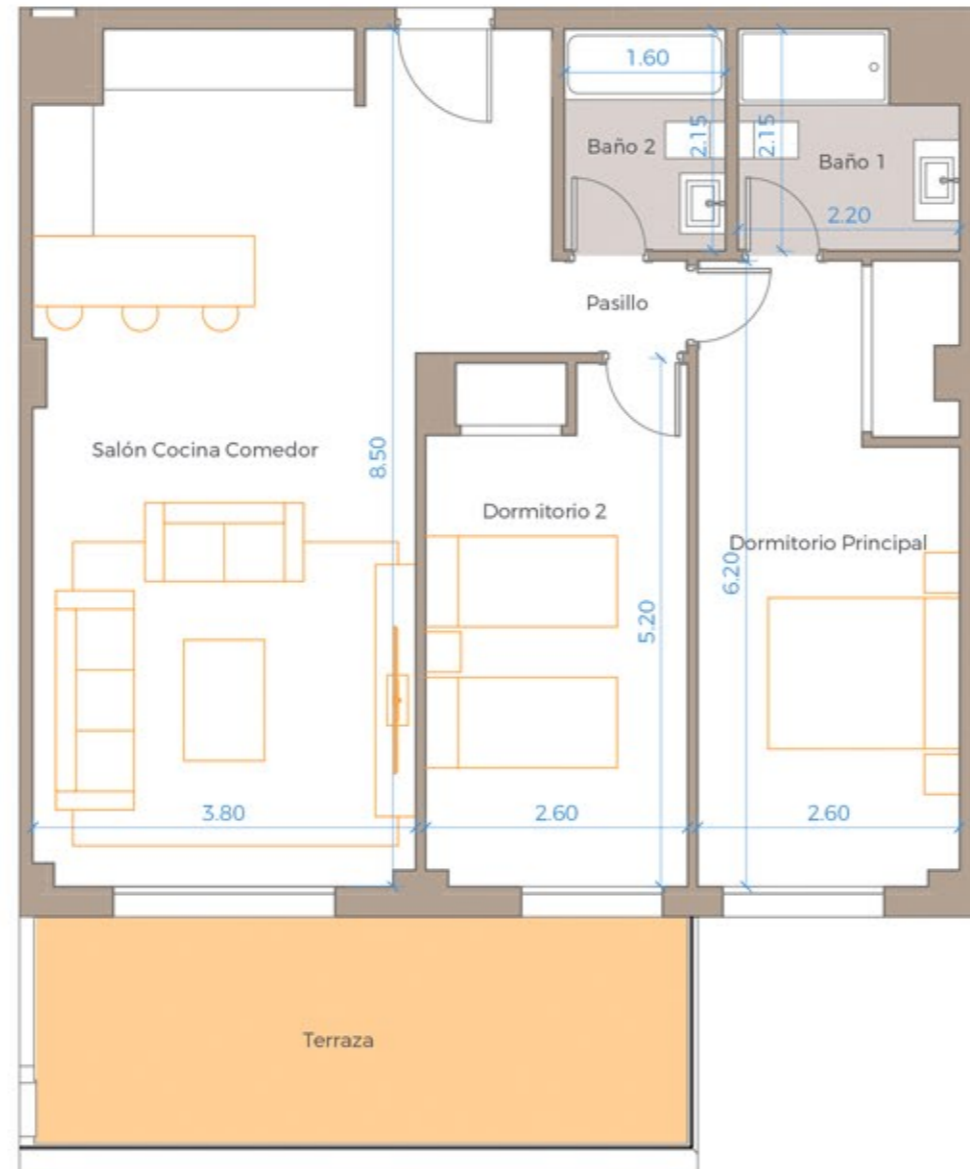 1.60
Baño 2
2.15
2.15
Baño 1
2.20
Pasillo
Salón Cocina Comedor
8.50
Dormitorio 2
Dormitorio Principal
6.20
5.20
3.80
2.60
2.60
Terraza